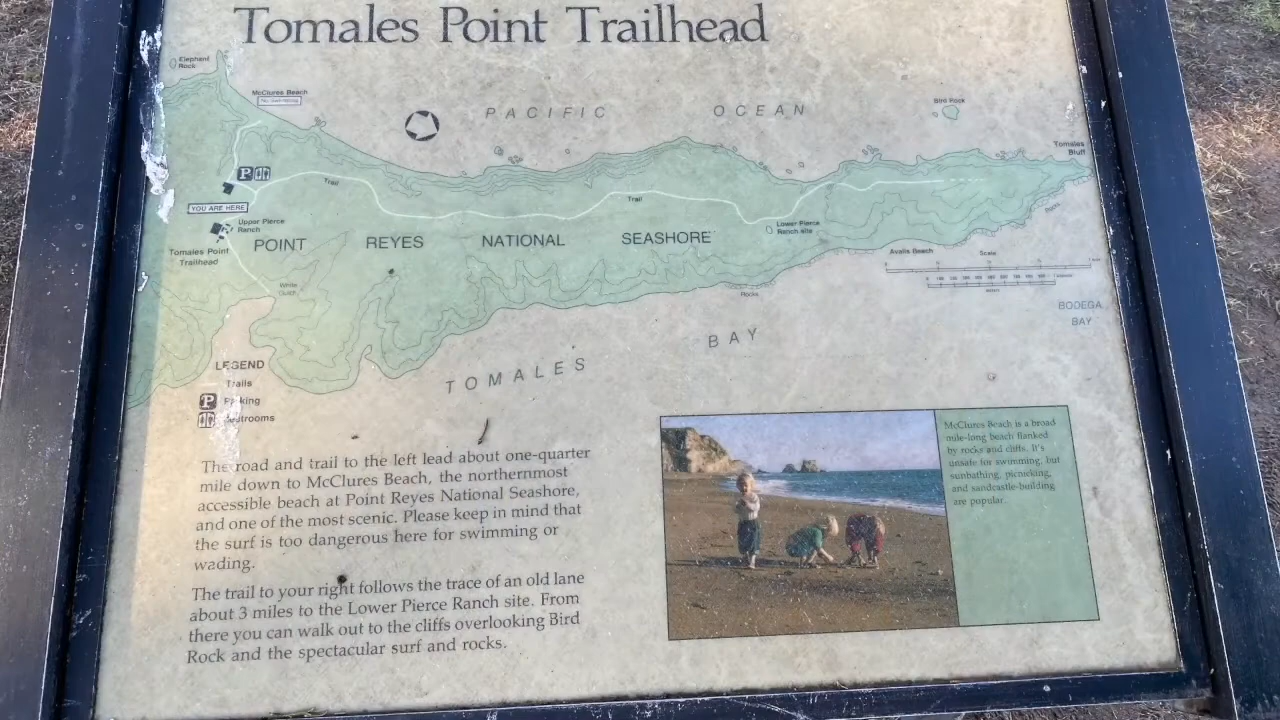 Tomales Point Trailhead
Elephant
Rock
McClures Beach
No Swimming
PACIFIC OCEAN
Bird Rock
Tomales
Bluff
P
Trail
Trail
YOU ARE HERE
Upper Pierce
Ranch
Lower Pierce
Ranch site
Rocks
Tomales Point
Trailhead
POINT REYES NATIONAL SEASHORE
Avalis Beach
Scale
White
Gulch
Rocks
BODEGA
BAY
TOMALES BAY
LEGEND
Trails
P Parking
Restrooms
The road and trail to the left lead about one-quarter
mile down to McClures Beach, the northernmost
accessible beach at Point Reyes National Seashore,
and one of the most scenic. Please keep in mind that
the surf is too dangerous here for swimming or
wading.
The trail to your right follows the trace of an old lane
about 3 miles to the Lower Pierce Ranch site. From
there you can walk out to the cliffs overlooking Bird
Rock and the spectacular surf and rocks.
McClures Beach is a broad
mile-long beach flanked
by rocks and cliffs. It's
unsafe for swimming, but
sunbathing, picnicking,
and sandcastle-building
are popular.